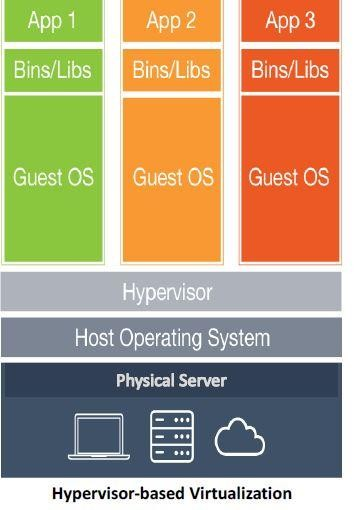 App 1 App 2 App 3
Bins/Libs Bins/Libs Bins/Libs
Guest OS Guest OS Guest OS
Hypervisor
Host Operating System
Physical Server
Hypervisor-based Virtualization